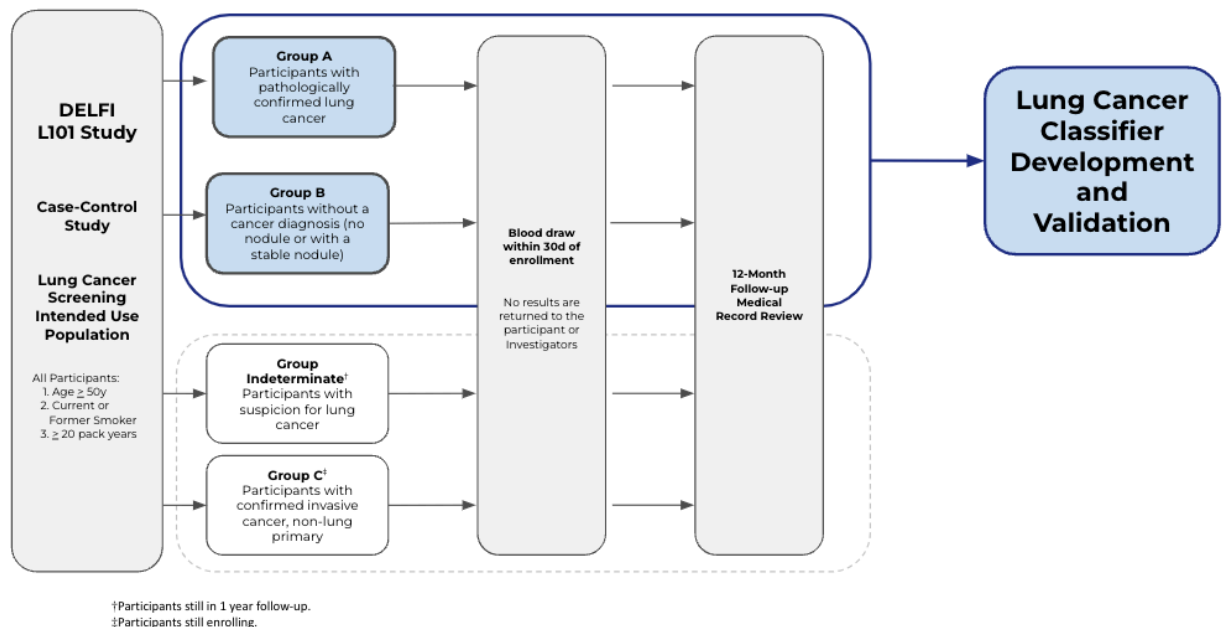 DELFI
L101 Study
Case-Control
Study
Lung Cancer
Screening
Intended Use
Population
All Participants:
1. Age ≥ 50y
2. Current or
Former Smoker
3. ≥ 20 pack years
Group A
Participants with
pathologically
confirmed lung
cancer
Group B
Participants without a
cancer diagnosis (no
nodule or with a
stable nodule)
Group
Indeterminate†
Participants with
suspicion for lung
cancer
Group C‡
Participants with
confirmed invasive
cancer, non-lung
primary
Blood draw
within 30d of
enrollment
No results are
returned to the
participant or
Investigators
12-Month
Follow-up
Medical
Record Review
Lung Cancer
Classifier
Development
and
Validation
†Participants still in 1 year follow-up.
‡Participants still enrolling.